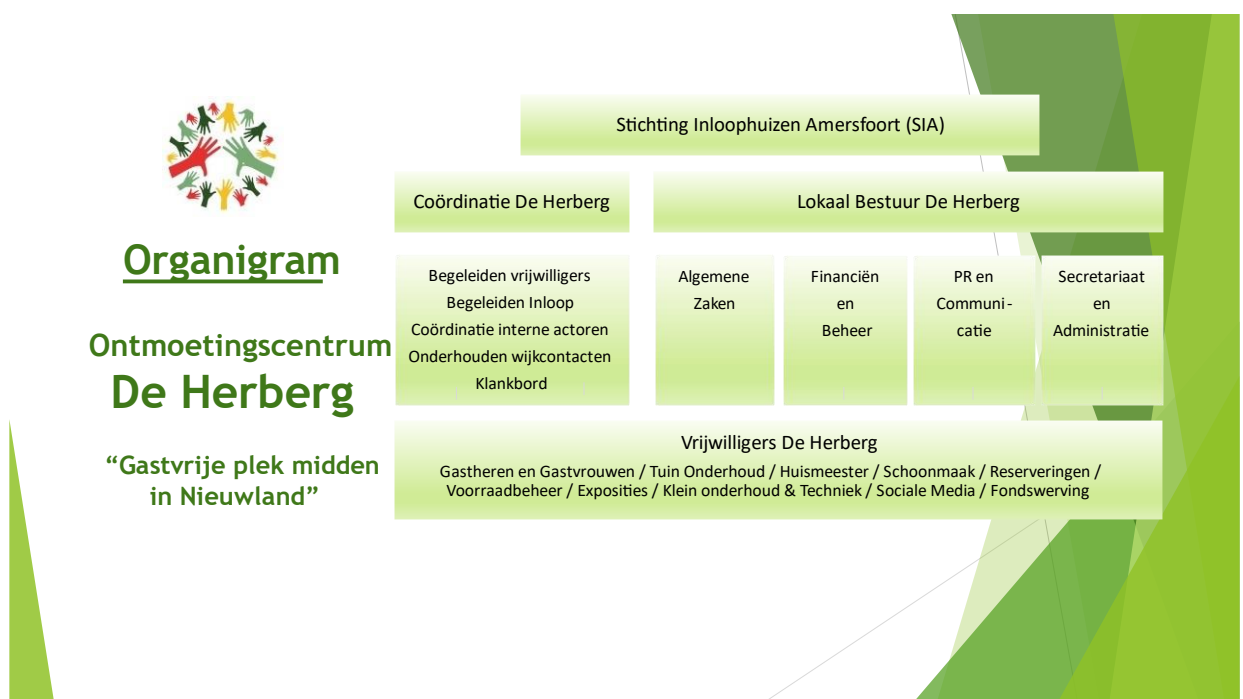 Organigram
Ontmoetingscentrum
De Herberg
“Gastvrije plek midden
in Nieuwland”
Stichting Inloophuizen Amersfoort (SIA)
Coördinatie De Herberg
Lokaal Bestuur De Herberg
Begeleiden vrijwilligers
Begeleiden Inloop
Coördinatie interne actoren
Onderhouden wijkcontacten
Klankbord
Algemene
Zaken
Financiën
en
Beheer
PR en
Communi-
catie
Secretariaat
en
Administratie
Vrijwilligers De Herberg
Gastheren en Gastvrouwen / Tuin Onderhoud / Huismeester / Schoonmaak / Reserveringen /
Voorraadbeheer / Exposities / Klein onderhoud & Techniek / Sociale Media / Fondswerving